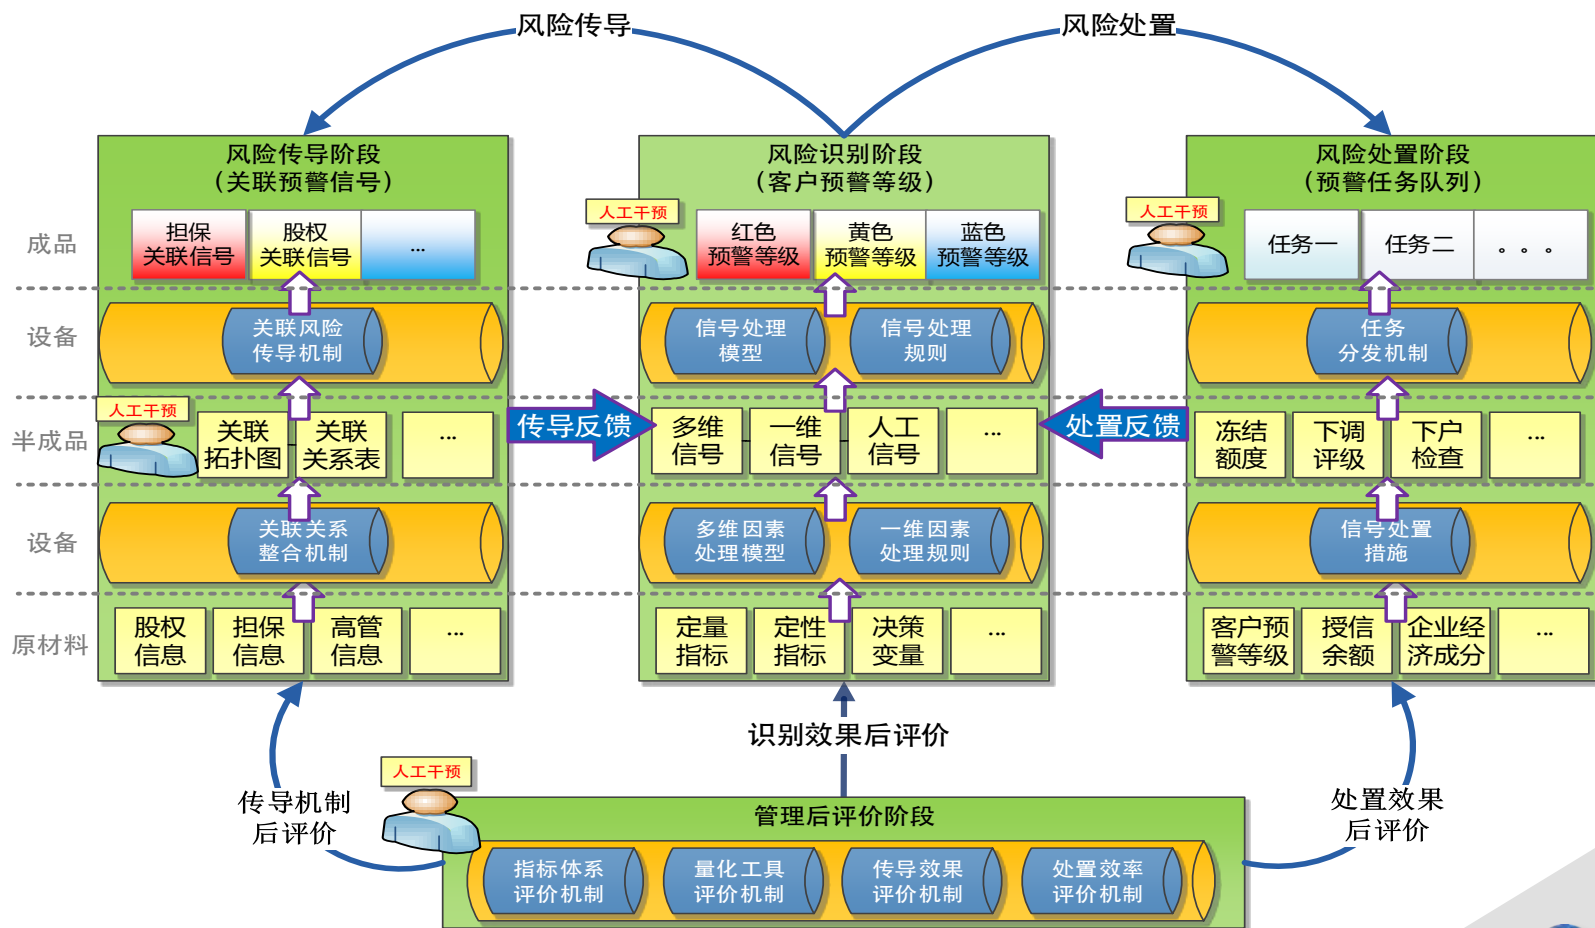 风险传导
风险处置
风险传导阶段
（关联预警信号）
风险识别阶段
（客户预警等级）
风险处置阶段
（预警任务队列）
成品
担保
关联信号
股权
关联信号
...
人工干预
红色
预警等级
黄色
预警等级
蓝色
预警等级
人工干预
任务一
任务二
。。。
设备
关联风险
传导机制
信号处理
模型
信号处理
规则
任务
分发机制
半成品
人工干预
关联
拓扑图
关联
关系表
...
传导反馈
多维
信号
一维
信号
人工
信号
...
处置反馈
冻结
额度
下调
评级
下户
检查
...
设备
关联关系
整合机制
多维因素
处理模型
一维因素
处理规则
信号处置
措施
原材料
股权
信息
担保
信息
高管
信息
...
定量
指标
定性
指标
决策
变量
...
客户预
警等级
授信
余额
企业经
济成分
...
传导机制
后评价
识别效果后评价
处置效果
后评价
人工干预
管理后评价阶段
指标体系
评价机制
量化工具
评价机制
传导效果
评价机制
处置效率
评价机制